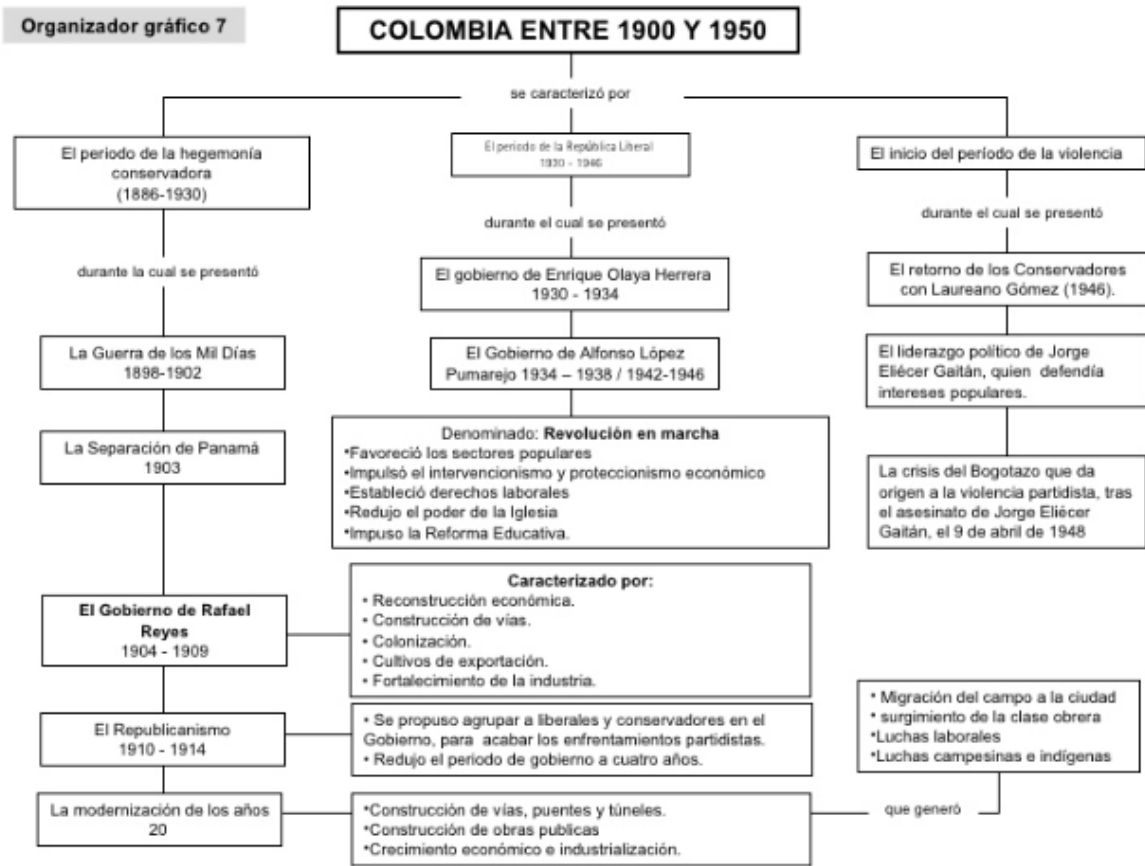 Organizador gráfico 7
COLOMBIA ENTRE 1900 Y 1950
se caracterizó por
El periodo de la hegemonía
conservadora
(1886-1930)
durante la cual se presentó
La Guerra de los Mil Días
1898-1902
La Separación de Panamá
1903
El Gobierno de Rafael
Reyes
1904 - 1909
Caracterizado por:
• Reconstrucción económica.
• Construcción de vías.
• Colonización.
• Cultivos de exportación.
• Fortalecimiento de la industria.
El Republicanismo
1910 - 1914
• Se propuso agrupar a liberales y conservadores en el
Gobierno, para acabar los enfrentamientos partidistas.
• Redujo el periodo de gobierno a cuatro años.
La modernización de los años
20
•Construcción de vías, puentes y túneles.
•Construcción de obras publicas
•Crecimiento económico e industrialización.
que generó
• Migración del campo a la ciudad
• surgimiento de la clase obrera
•Luchas laborales
•Luchas campesinas e indígenas
El periodo de la República Liberal
1930 - 1946
durante el cual se presentó
El gobierno de Enrique Olaya Herrera
1930 - 1934
El Gobierno de Alfonso López
Pumarejo 1934 – 1938 / 1942-1946
Denominado: Revolución en marcha
•Favoreció los sectores populares
•Impulsó el intervencionismo y proteccionismo económico
•Estableció derechos laborales
•Redujo el poder de la Iglesia
•Impuso la Reforma Educativa.
El inicio del período de la violencia
durante el cual se presentó
El retorno de los Conservadores
con Laureano Gómez (1946).
El liderazgo político de Jorge
Eliécer Gaitán, quien defendía
intereses populares.
La crisis del Bogotazo que da
origen a la violencia partidista, tras
el asesinato de Jorge Eliécer
Gaitán, el 9 de abril de 1948